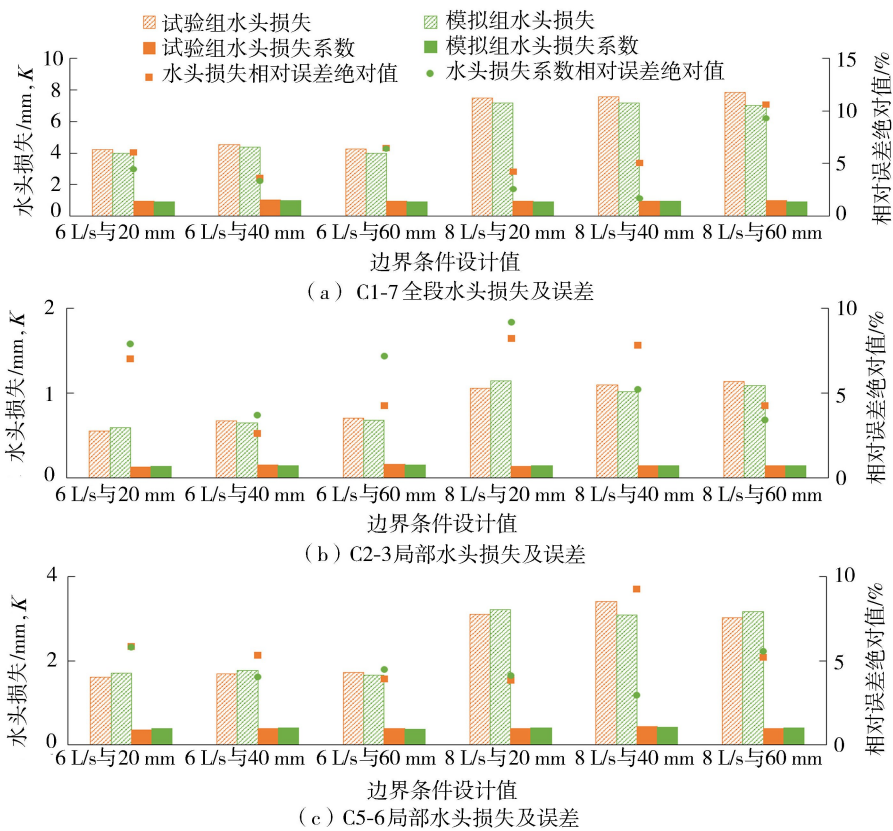 试验组水头损失 模拟组水头损失
试验组水头损失系数 模拟组水头损失系数
水头损失相对误差绝对值 水头损失系数相对误差绝对值
水头损失/mm, K
10
8
6
4
2
0
15
10
5
0
相对误差绝对值/%
6 L/s与20 mm 6 L/s与40 mm 6 L/s与60 mm 8 L/s与20 mm 8 L/s与40 mm 8 L/s与60 mm
边界条件设计值
（a） C1-7全段水头损失及误差
水头损失/mm, K
2
1
0
10
5
0
相对误差绝对值/%
6 L/s与20 mm 6 L/s与40 mm 6 L/s与60 mm 8 L/s与20 mm 8 L/s与40 mm 8 L/s与60 mm
边界条件设计值
（b）C2-3局部水头损失及误差
水头损失/mm, K
4
2
0
10
5
0
相对误差绝对值/%
6 L/s与20 mm 6 L/s与40 mm 6 L/s与60 mm 8 L/s与20 mm 8 L/s与40 mm 8 L/s与60 mm
边界条件设计值
（c）C5-6局部水头损失及误差